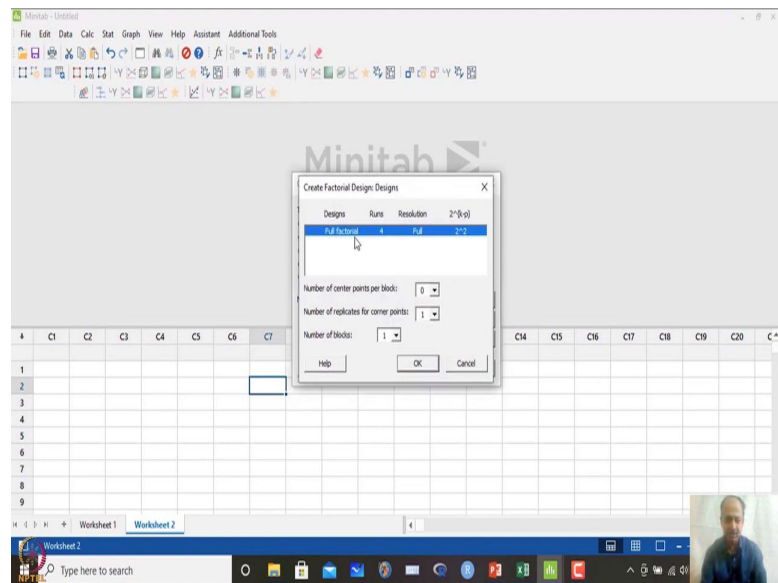 Minitab - Untitled
File Edit Data Calc Stat Graph View Help Assistant Additional Tools
Minitab
Create Factorial Design: Designs X
Designs Runs Resolution 2^(k-p)
Full factorial 4 Full 2^2
Number of center points per block: 0
Number of replicates for corner points: 1
Number of blocks: 1
Help OK Cancel
C1 C2 C3 C4 C5 C6 C7 C14 C15 C16 C17 C18 C19 C20
1
2
3
4
5
6
7
8
9
+ Worksheet 1 Worksheet 2
Worksheet 2
Type here to search
NPTEL